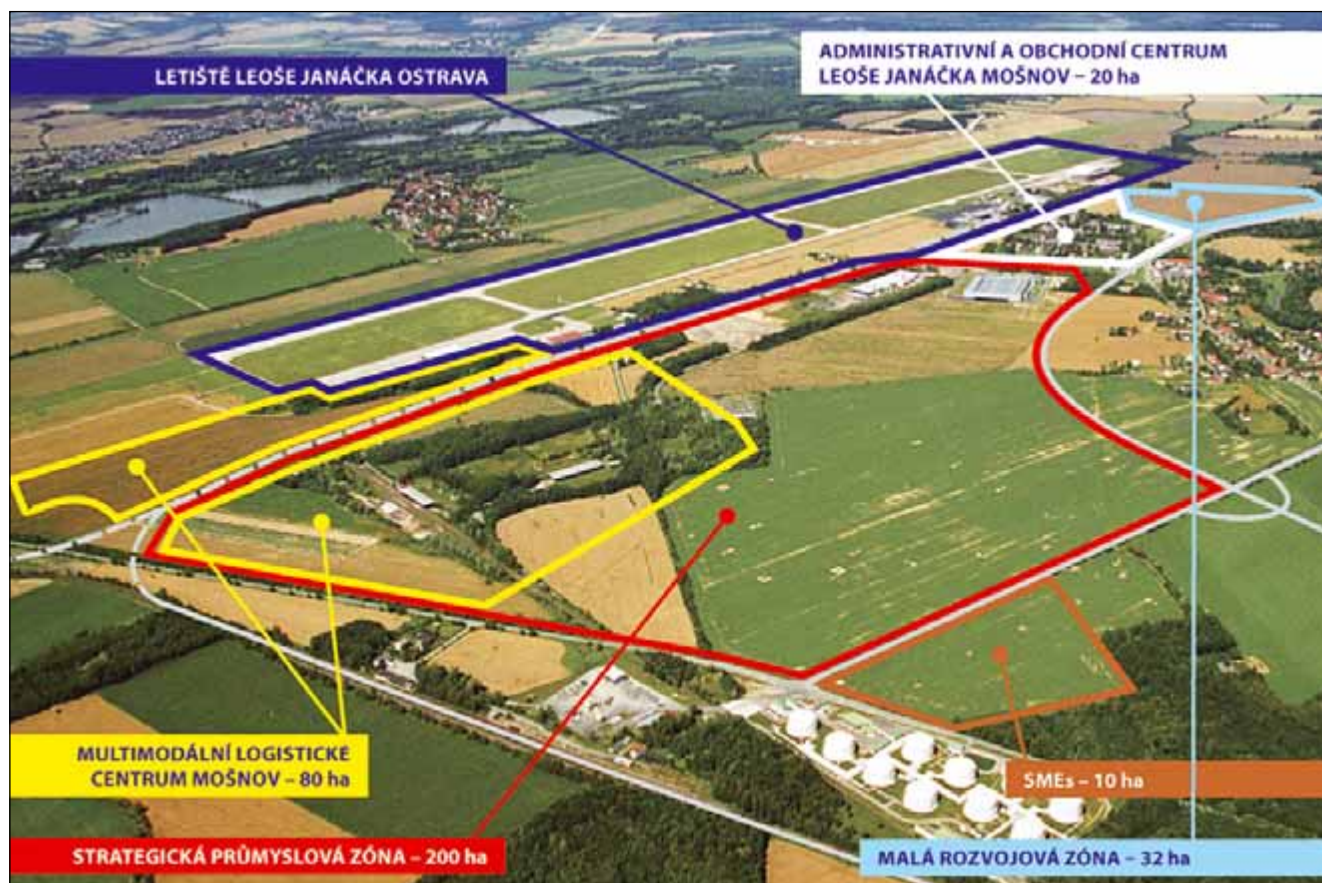 LETIŠTĚ LEOŠE JANÁČKA OSTRAVA
ADMINISTRATIVNÍ A OBCHODNÍ CENTRUM
LEOŠE JANÁČKA MOŠNOV – 20 ha
MULTIMODÁLNÍ LOGISTICKÉ
CENTRUM MOŠNOV – 80 ha
SMEs – 10 ha
STRATEGICKÁ PRŮMYSLOVÁ ZÓNA – 200 ha
MALÁ ROZVOJOVÁ ZÓNA – 32 ha